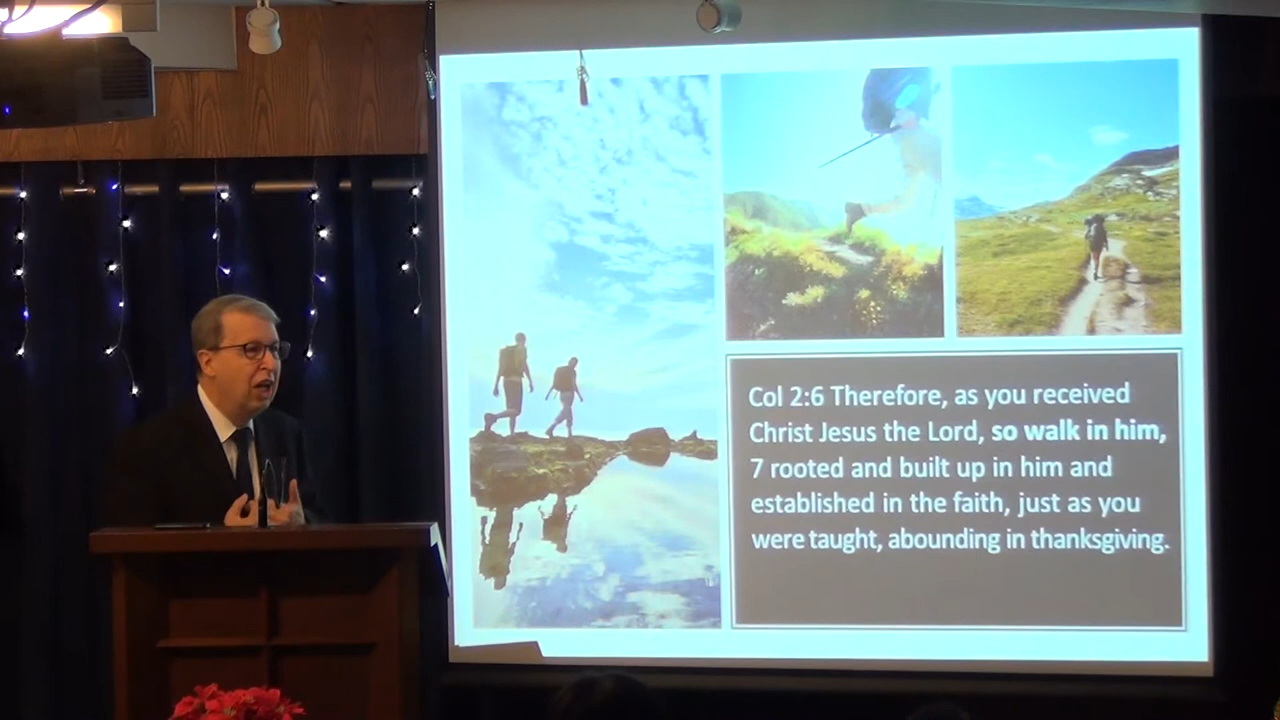 Col 2:6 Therefore, as you received
Christ Jesus the Lord, so walk in him,
7 rooted and built up in him and
established in the faith, just as you
were taught, abounding in thanksgiving.